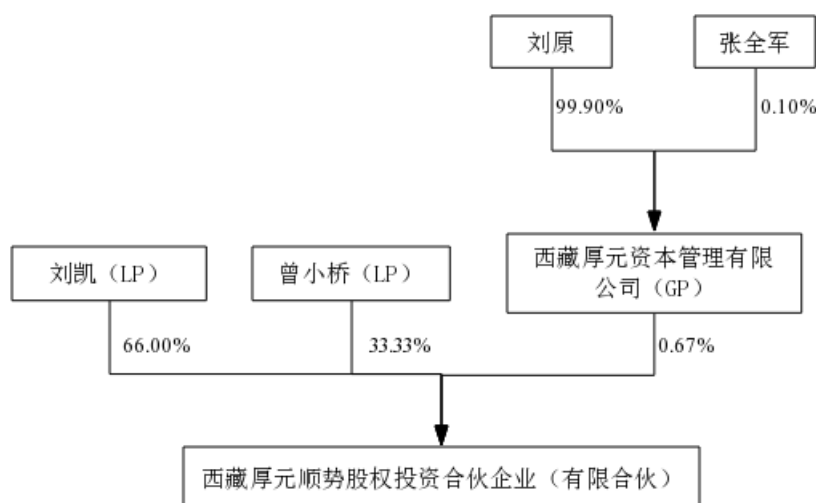 刘原
张全军
99.90%
0.10%
刘凯（LP）
曾小桥（LP）
西藏厚元资本管理有限
公司（GP）
66.00%
33.33%
0.67%
西藏厚元顺势股权投资合伙企业（有限合伙）